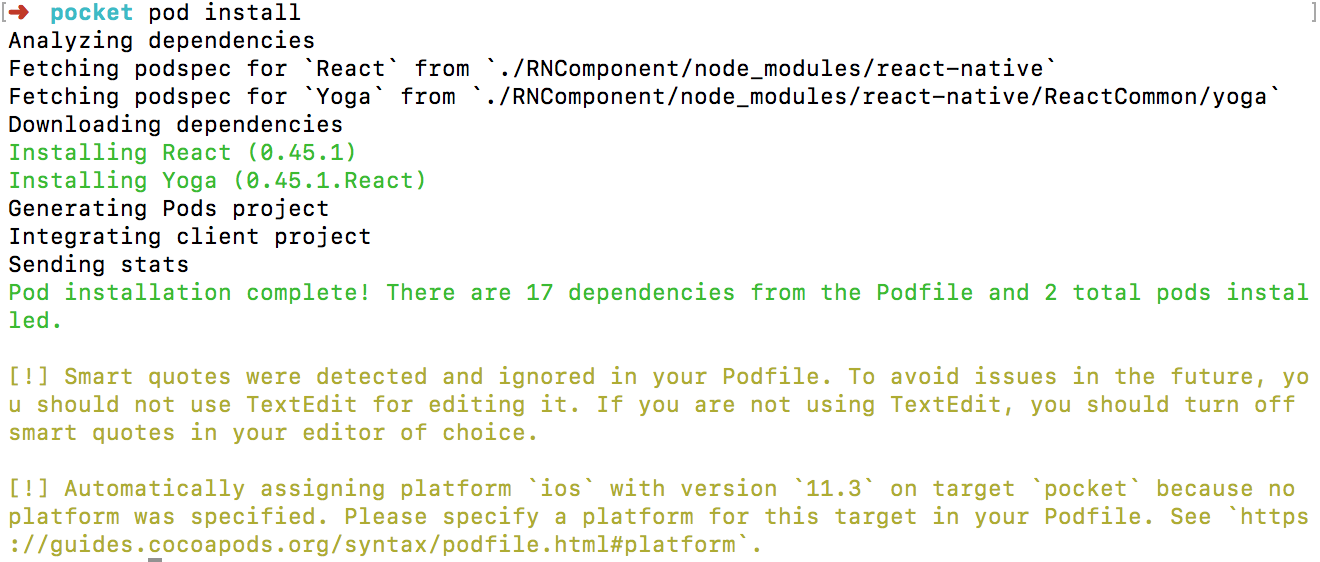 [➜  pocket pod install ]
Analyzing dependencies
Fetching podspec for `React` from `./RNComponent/node_modules/react-native`
Fetching podspec for `Yoga` from `./RNComponent/node_modules/react-native/ReactCommon/yoga`
Downloading dependencies
Installing React (0.45.1)
Installing Yoga (0.45.1.React)
Generating Pods project
Integrating client project
Sending stats
Pod installation complete! There are 17 dependencies from the Podfile and 2 total pods instal
led.
[!] Smart quotes were detected and ignored in your Podfile. To avoid issues in the future, yo
u should not use TextEdit for editing it. If you are not using TextEdit, you should turn off
smart quotes in your editor of choice.
[!] Automatically assigning platform `ios` with version `11.3` on target `pocket` because no
platform was specified. Please specify a platform for this target in your Podfile. See `https
://guides.cocoapods.org/syntax/podfile.html#platform`.